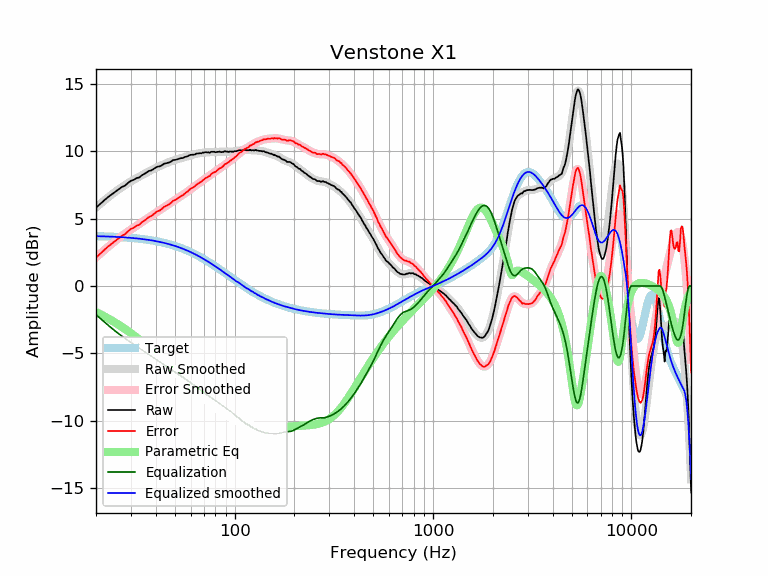 Venstone X1
15
10
5
0
−5
−10
−15
Amplitude (dBr)
Target
Raw Smoothed
Error Smoothed
Raw
Error
Parametric Eq
Equalization
Equalized smoothed
100
1000
10000
Frequency (Hz)